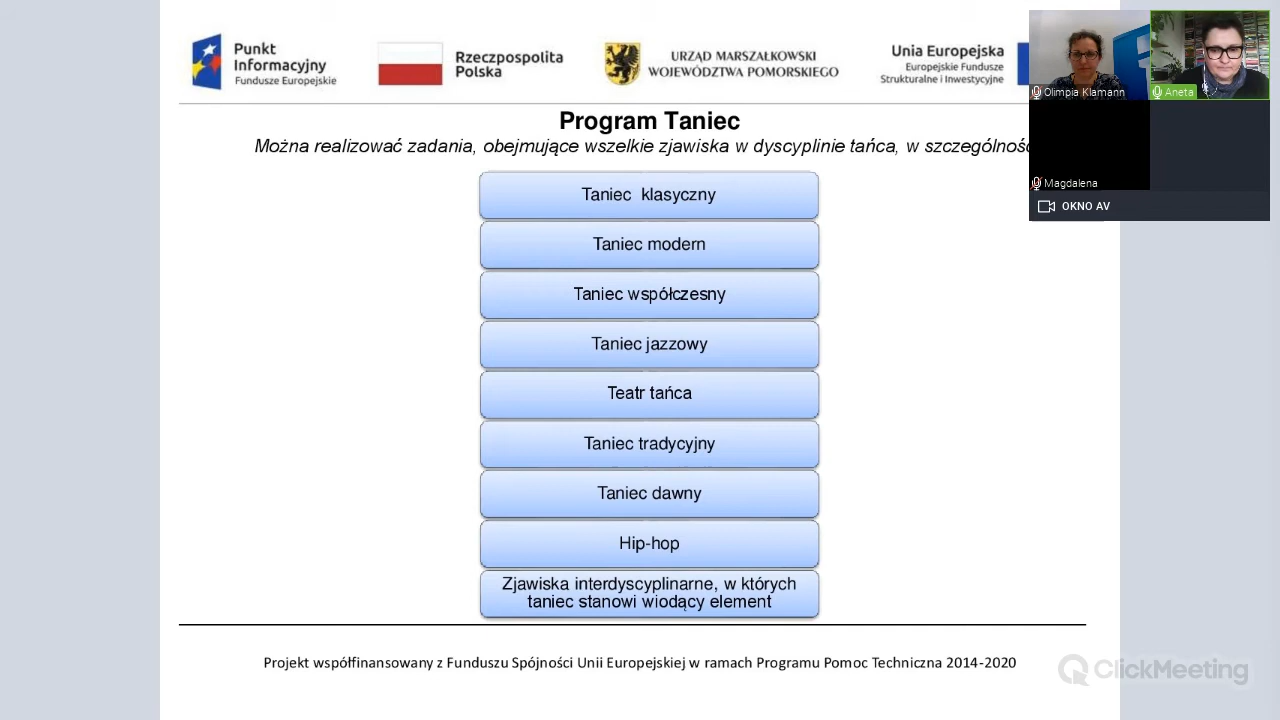 Punkt
Informacyjny
Fundusze Europejskie
Rzeczpospolita
Polska
URZĄD MARSZAŁKOWSKI
WOJEWÓDZTWA POMORSKIEGO
Unia Europejska
Europejskie Fundusze
Strukturalne i Inwestycyjne
Olimpia Klamann
Aneta
Magdalena
OKNO AV
Program Taniec
Można realizować zadania, obejmujące wszelkie zjawiska w dyscyplinie tańca, w
Taniec klasyczny
Taniec modern
Taniec współczesny
Taniec jazzowy
Teatr tańca
Taniec tradycyjny
Taniec dawny
Hip-hop
Zjawiska interdyscyplinarne, w których
taniec stanowi wiodący element
Projekt współfinansowany z Funduszu Spójności Unii Europejskiej w ramach Programu Pomoc Techniczna 2014-2020
ClickMeeting